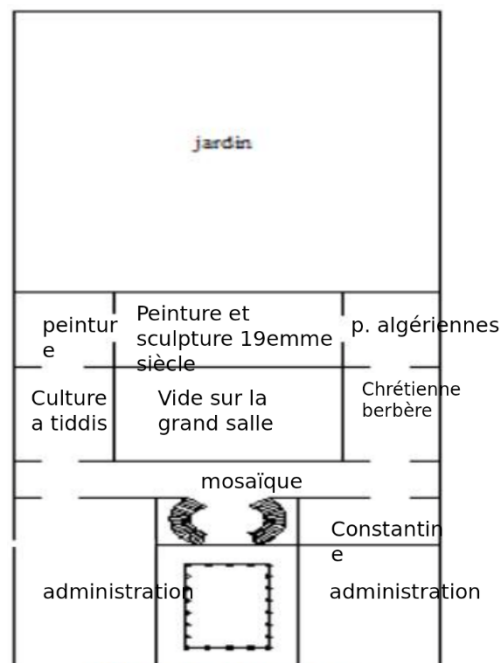 jardin
peintur
e
Peinture et
sculpture 19emme
siècle
p. algériennes
Culture
a tiddis
Vide sur la
grand salle
Chrétienne
berbère
mosaïque
Constantin
e
administration
administration